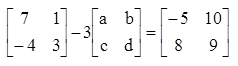 [ 7 1 ] - 3 [ a b ] = [ -5 10 ]
[ -4 3 ] [ c d ] [ 8 9 ]